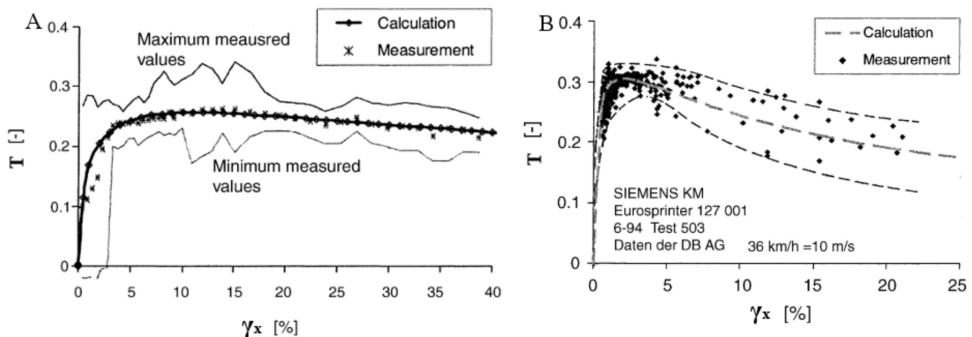 A
0.4
0.3
0.2
0.1
0
T [-]
Maximum meausred
values
Calculation
Measurement
Minimum measured
values
0 5 10 15 20 25 30 35 40
γx [%]
B
0.4
0.3
0.2
0.1
0
T [-]
Calculation
Measurement
SIEMENS KM
Eurosprinter 127 001
6-94 Test 503
Daten der DB AG 36 km/h =10 m/s
0 5 10 15 20 25
γx [%]